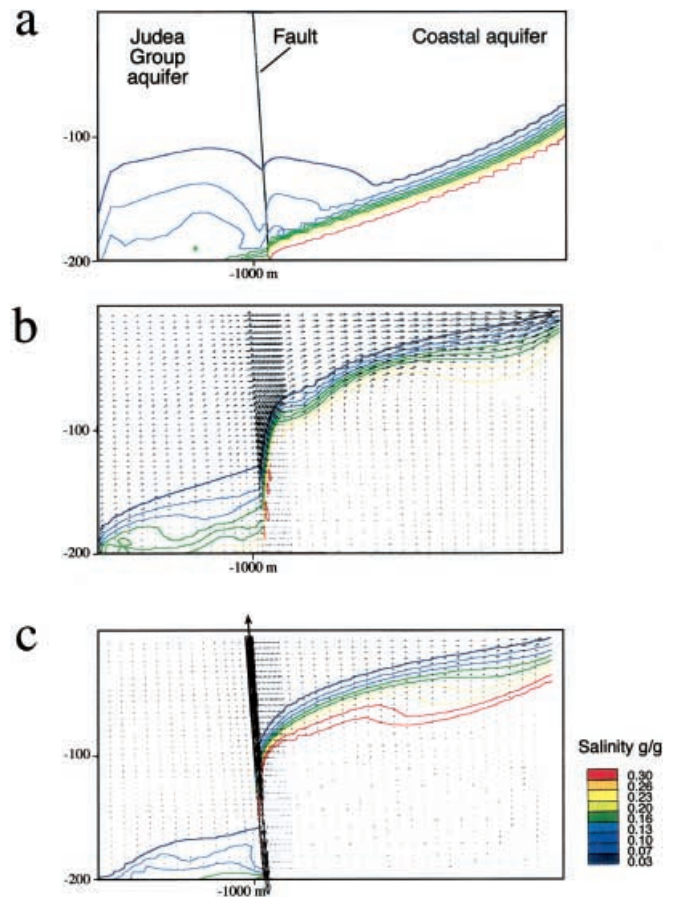 a
Judea
Group
aquifer
Fault
Coastal aquifer
-100
-200
-1000 m
b
-100
-200
-1000 m
c
-100
-200
-1000 m
Salinity g/g
0.30
0.26
0.23
0.20
0.16
0.13
0.10
0.07
0.03